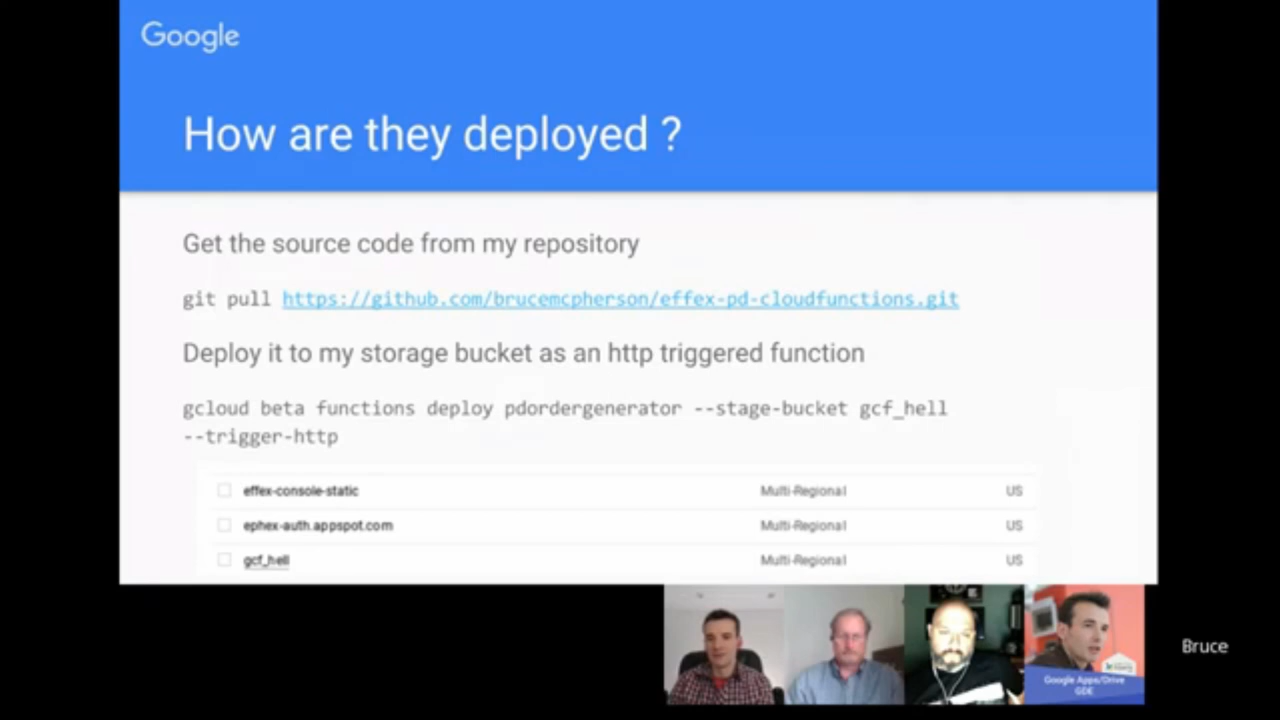 Google
How are they deployed ?
Get the source code from my repository
git pull https://github.com/brucemcpherson/effex-pd-cloudfunctions.git
Deploy it to my storage bucket as an http triggered function
gcloud beta functions deploy pdordergenerator --stage-bucket gcf_hell
--trigger-http
effex-console-static Multi-Regional US
ephex-auth.appspot.com Multi-Regional US
gcf_hell Multi-Regional US
Google Apps/Drive
GDE
Bruce